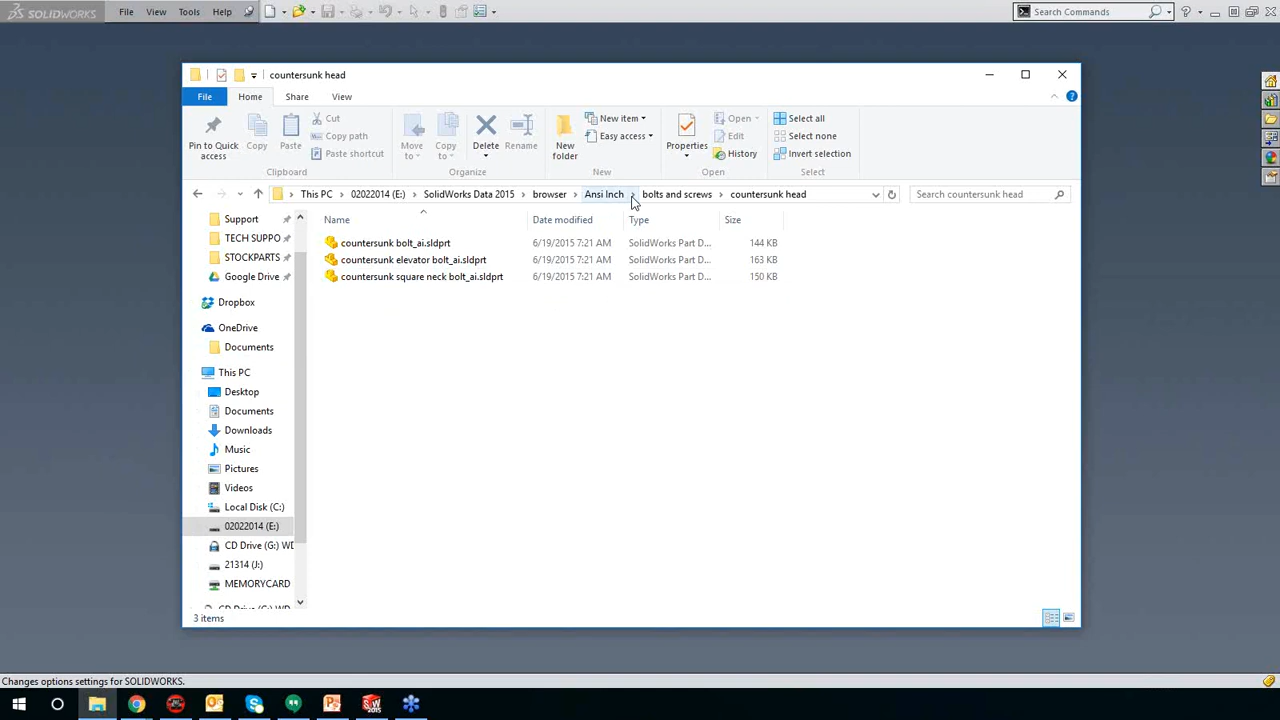 SOLIDWORKS File View Tools Help Search Commands ?
countersunk head
File Home Share View
Pin to Quick access Copy Paste Cut Copy path Paste shortcut Move to Copy to Delete Rename New folder New item Easy access Properties Open Edit History Select all Select none Invert selection
Clipboard Organize New Open Select
This PC > 02022014 (E:) > SolidWorks Data 2015 > browser > Ansi Inch > bolts and screws > countersunk head Search countersunk head
Name Date modified Type Size
countersunk bolt_ai.sldprt 6/19/2015 7:21 AM SolidWorks Part D... 144 KB
countersunk elevator bolt_ai.sldprt 6/19/2015 7:21 AM SolidWorks Part D... 163 KB
countersunk square neck bolt_ai.sldprt 6/19/2015 7:21 AM SolidWorks Part D... 150 KB
Support
TECH SUPPO
STOCKPARTS
Google Drive
Dropbox
OneDrive
Documents
This PC
Desktop
Documents
Downloads
Music
Pictures
Videos
Local Disk (C:)
02022014 (E:)
CD Drive (G:) WD
21314 (J:)
MEMORYCARD
CD Drive (G:) WD
3 items
Changes options settings for SOLIDWORKS.